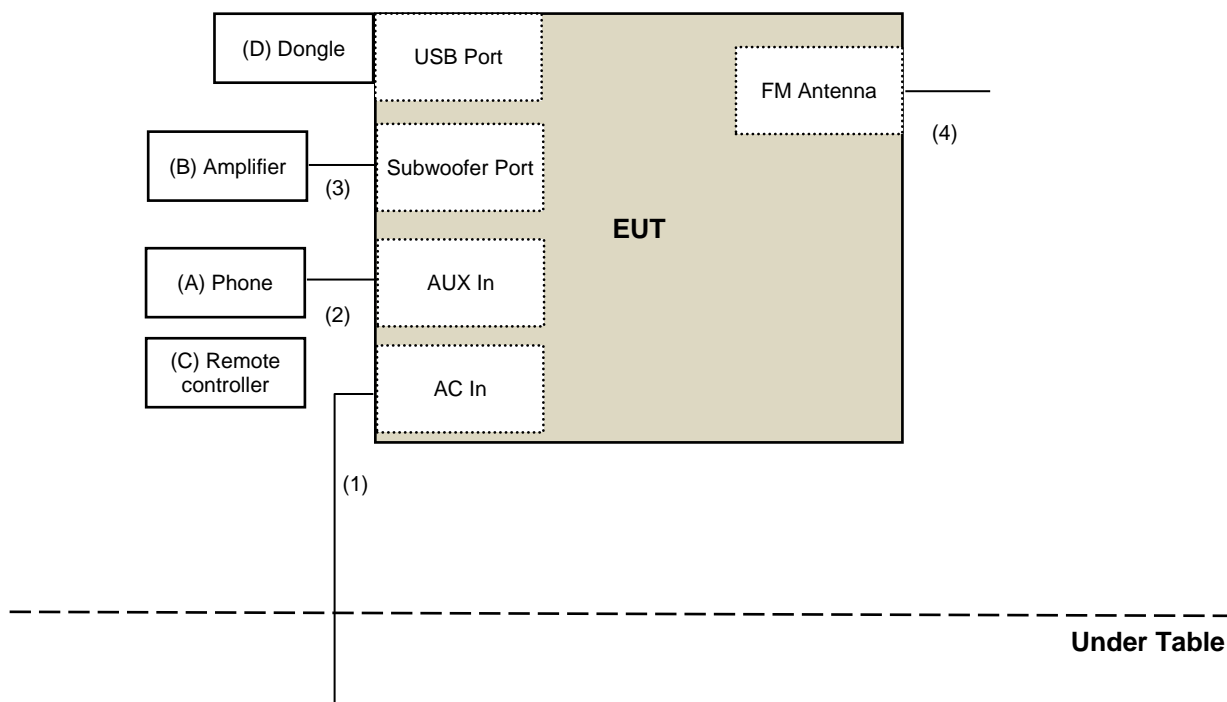 (D) Dongle
USB Port
FM Antenna
(4)
(B) Amplifier
(3)
Subwoofer Port
EUT
(A) Phone
(2)
AUX In
(C) Remote
controller
AC In
(1)
Under Table